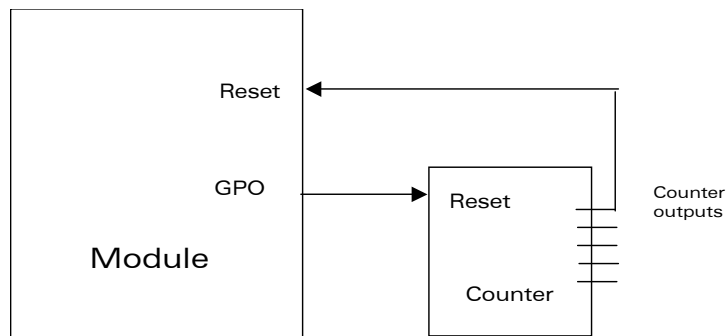 Reset
GPO
Module
Reset
Counter
Counter
outputs